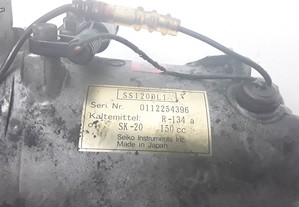 SS120DL1
Seri. Nr. 0112254396
Kaltemittel: R-134 a
SK-20 150 cc
Seiko Instruments Inc.
Made in Japan